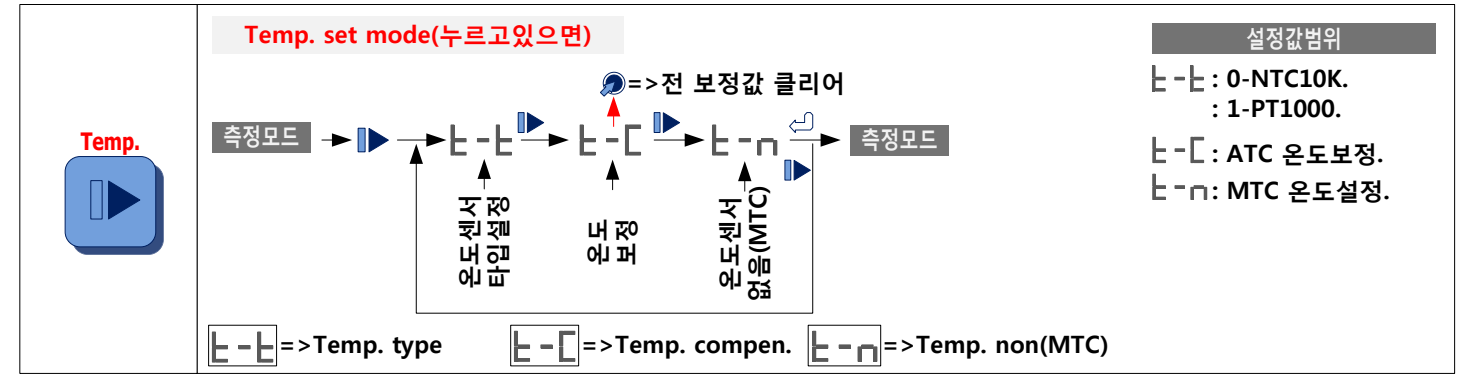 Temp.
Temp. set mode(누르고있으면)
=>전 보정값 클리어
측정모드
t-t
t-C
t-n
측정모드
온도센서
타입설정
온도
보정
온도센서
없음(MTC)
t-t=>Temp. type
t-C=>Temp. compen.
t-n=>Temp. non(MTC)
설정값범위
t-t: 0-NTC10K.
: 1-PT1000.
t-C: ATC 온도보정.
t-n: MTC 온도설정.